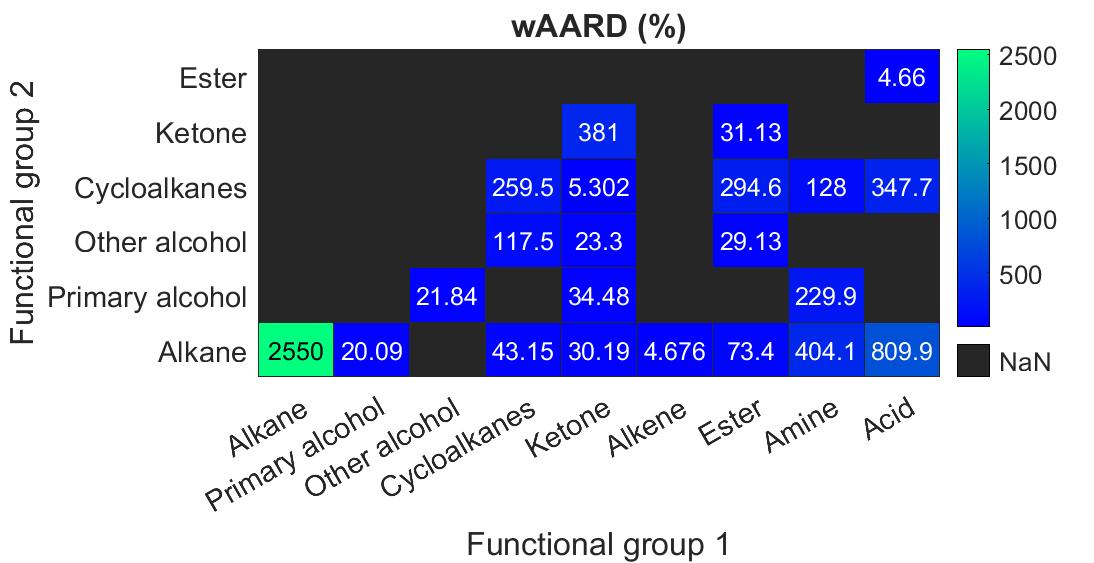 wAARD (%)
Functional group 2
Ester 4.66
Ketone 381 31.13
Cycloalkanes 259.5 5.302 294.6 128 347.7
Other alcohol 117.5 23.3 29.13
Primary alcohol 21.84 34.48 229.9
Alkane 2550 20.09 43.15 30.19 4.676 73.4 404.1 809.9
Alkane Primary alcohol Other alcohol Cycloalkanes Ketone Alkene Ester Amine Acid
Functional group 1
2500
2000
1500
1000
500
NaN